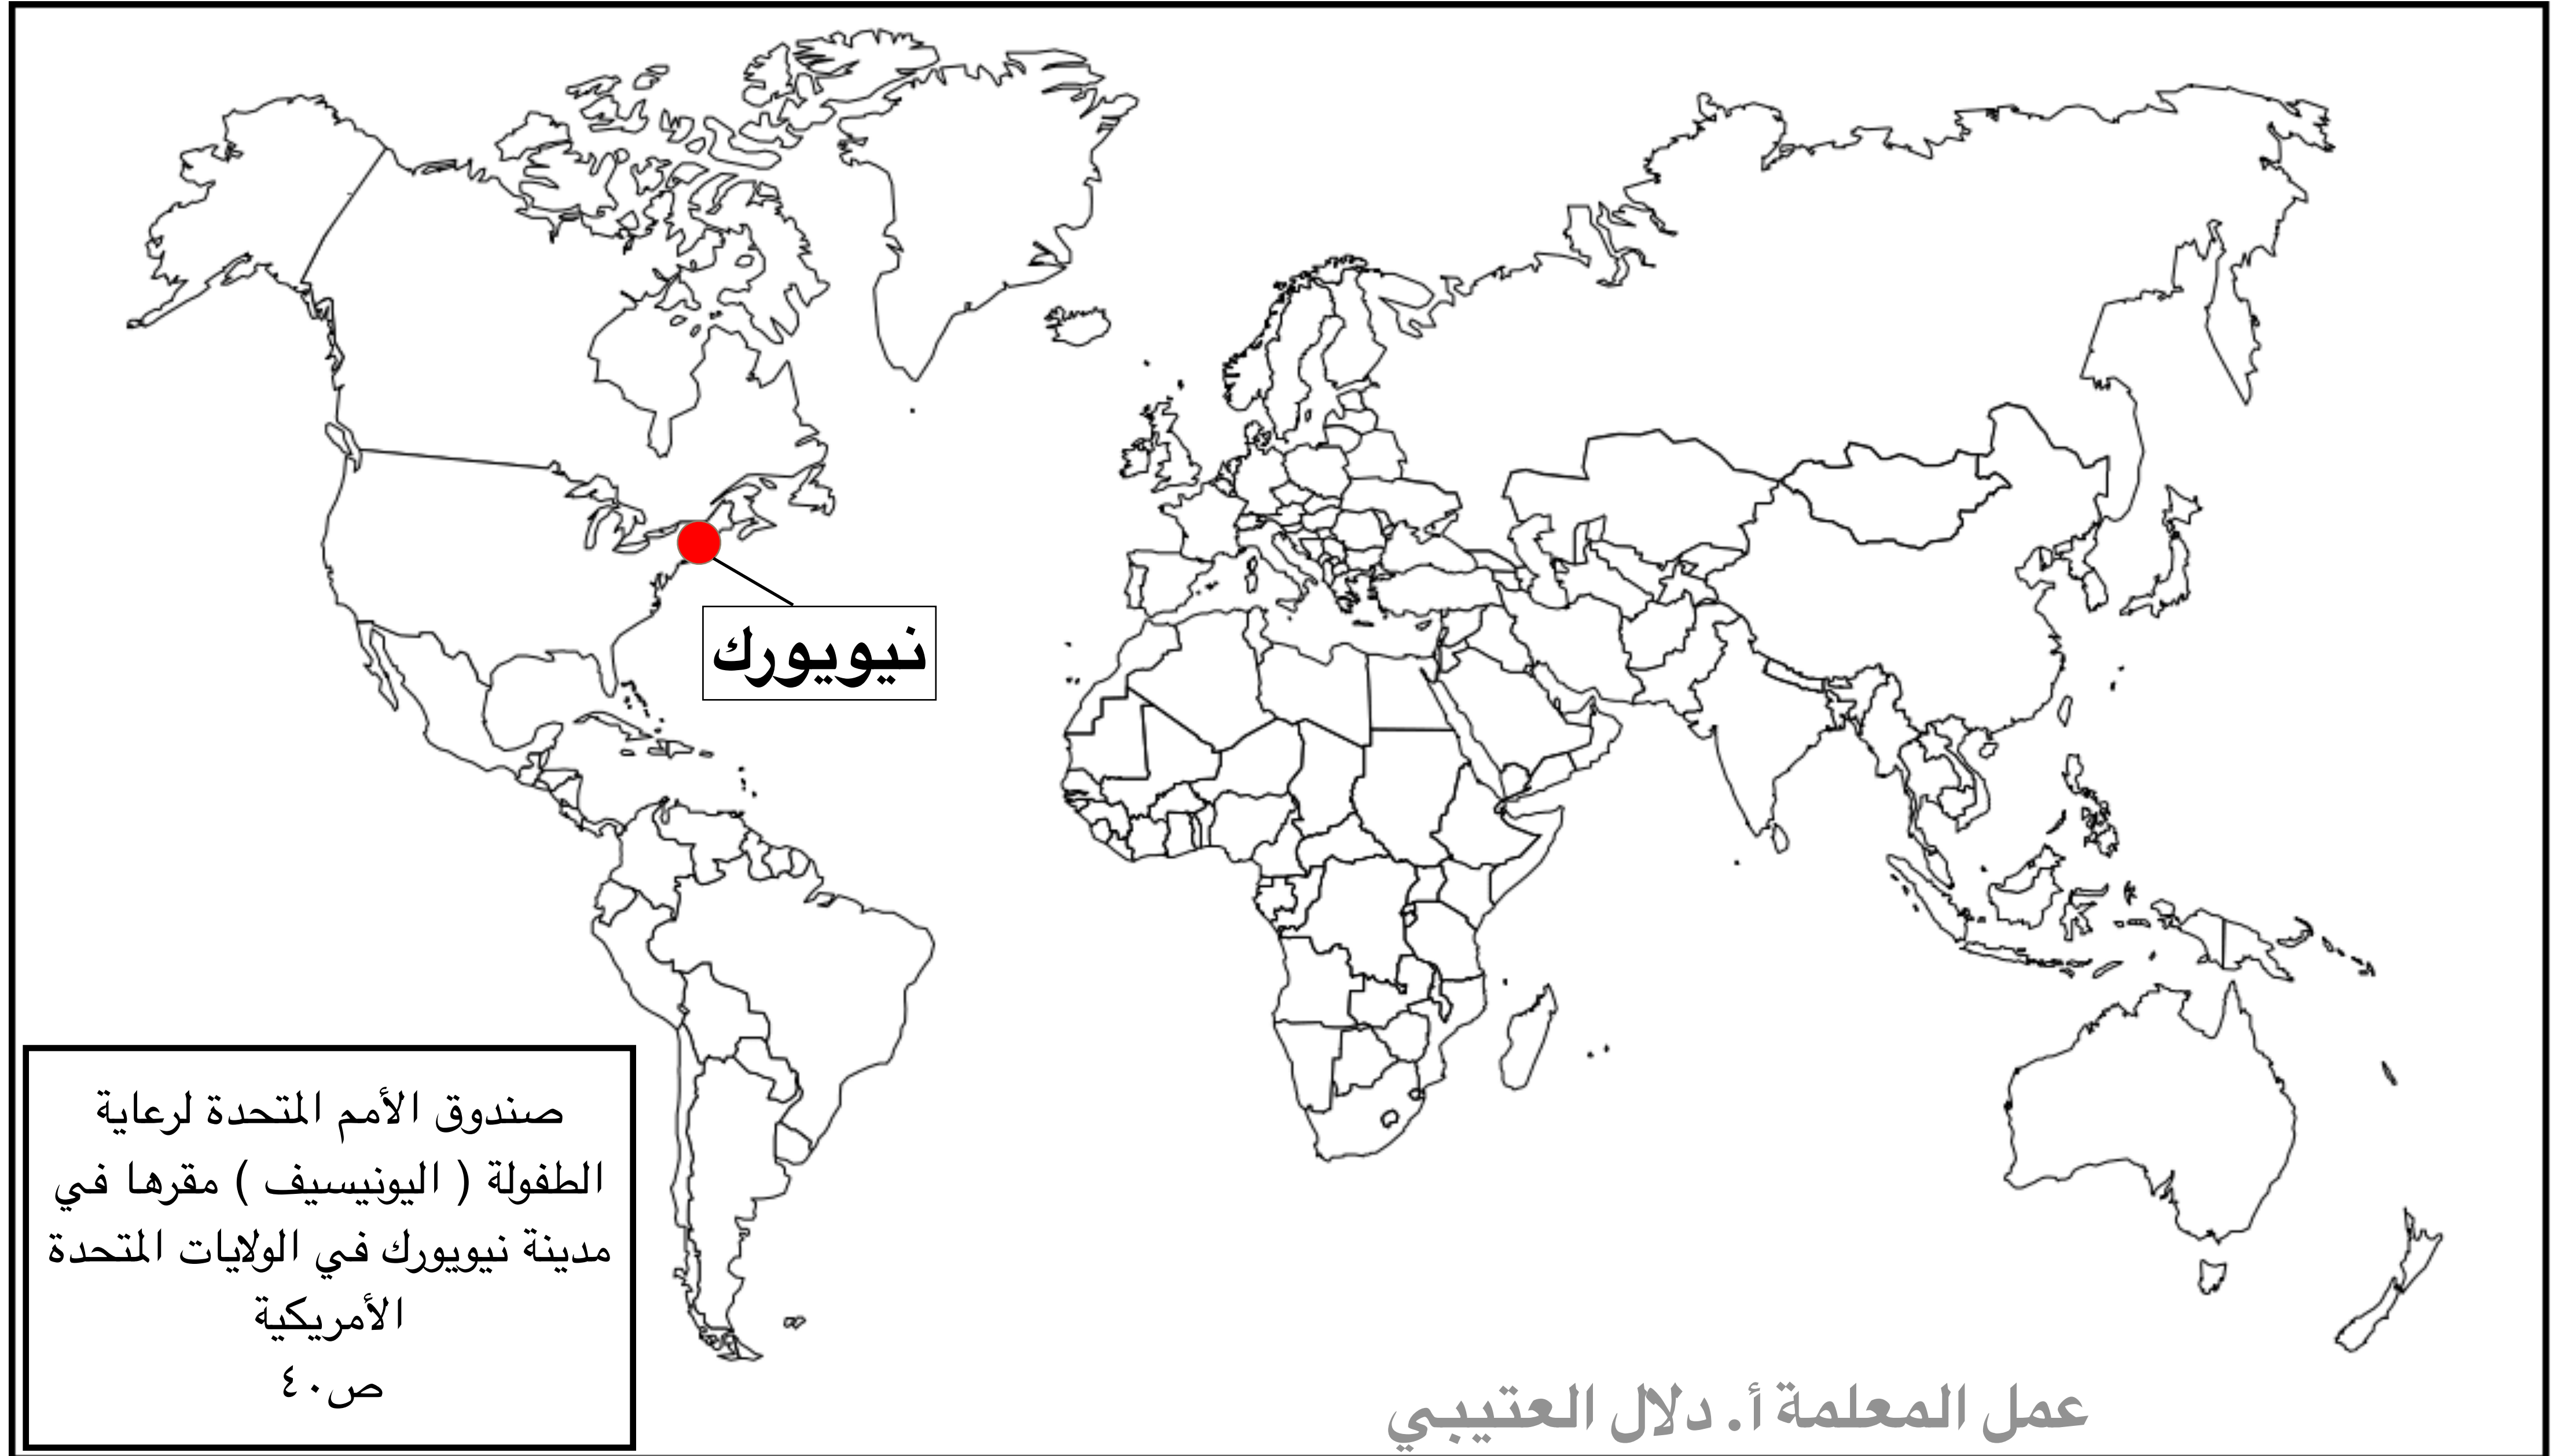 نيويورك
صندوق الأمم المتحدة لرعاية
الطفولة ( اليونيسيف ) مقرها في
مدينة نيويورك في الولايات المتحدة
الأمريكية
ص٤٠
عمل المعلمة أ. دلال العتيبي